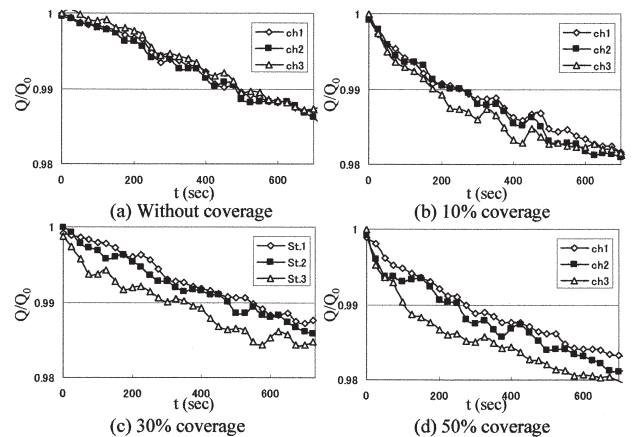 1
0.99
0.98
Q/Q0
0 200 400 600
t (sec)
ch1
ch2
ch3
(a) Without coverage
1
0.99
0.98
Q/Q0
0 200 400 600
t (sec)
ch1
ch2
ch3
(b) 10% coverage
1
0.99
0.98
Q/Q0
0 200 400 600
t (sec)
St.1
St.2
St.3
(c) 30% coverage
1
0.99
0.98
Q/Q0
0 200 400 600
t (sec)
ch1
ch2
ch3
(d) 50% coverage